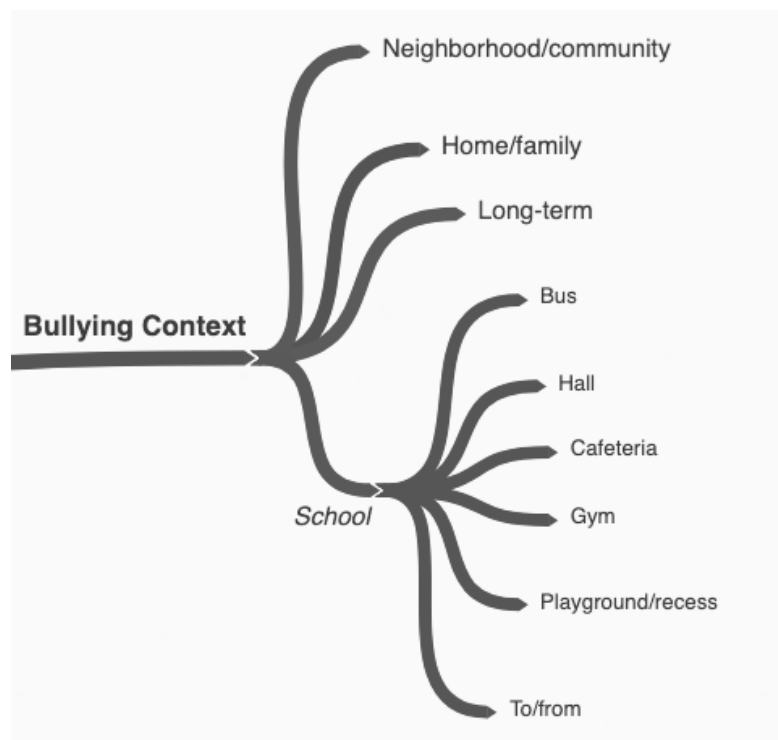 Neighborhood/community
Home/family
Long-term
Bullying Context
Bus
Hall
Cafeteria
School
Gym
Playground/recess
To/from